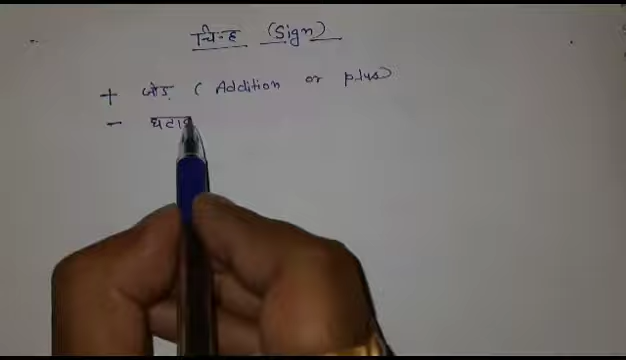 चिन्ह (Sign)
+ जोड़ (Addition or plus)
- घटाव